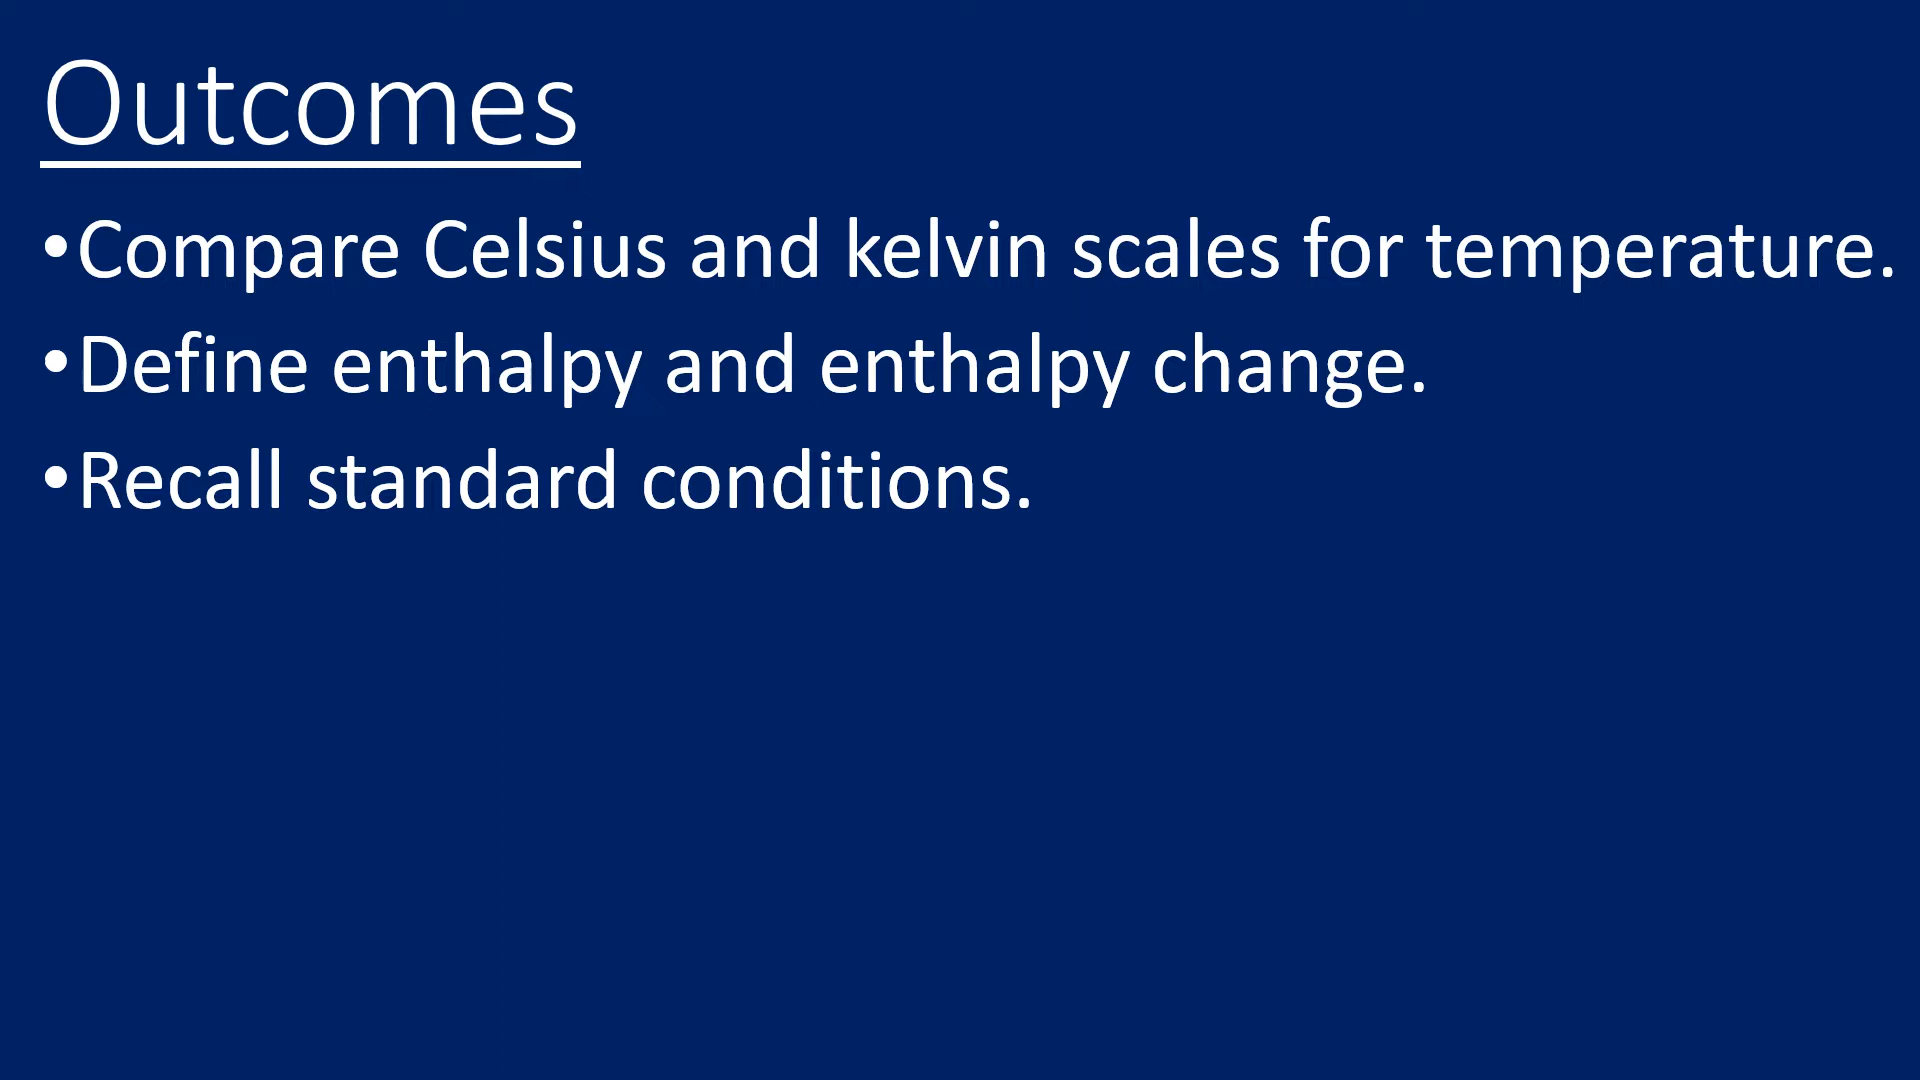 Outcomes
•Compare Celsius and kelvin scales for temperature.
•Define enthalpy and enthalpy change.
•Recall standard conditions.